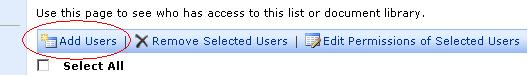 Use this page to see who has access to this list or document library.
Add Users | Remove Selected Users | Edit Permissions of Selected Users
Select All